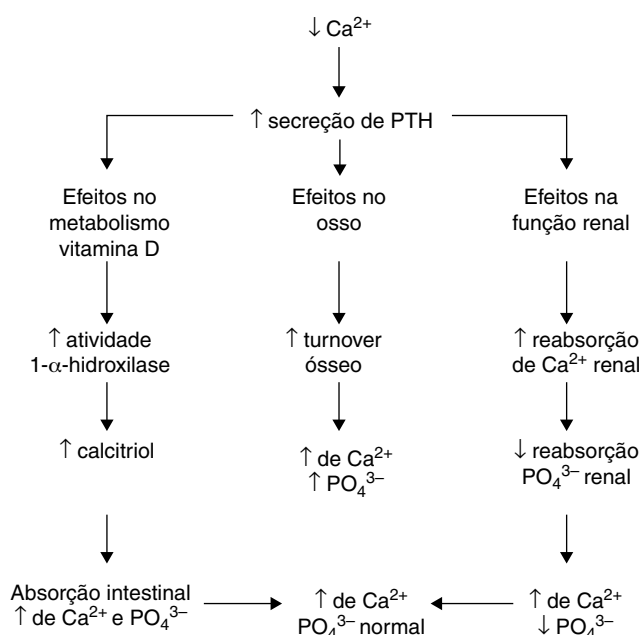 ↓ Ca²⁺
↑ secreção de PTH
Efeitos no
metabolismo
vitamina D
Efeitos no
osso
Efeitos na
função renal
↑ atividade
1-α-hidroxilase
↑ turnover
ósseo
↑ reabsorção
de Ca²⁺ renal
↑ calcitriol
↑ de Ca²⁺
↑ PO₄³⁻
↓ reabsorção
PO₄³⁻ renal
Absorção intestinal
↑ de Ca²⁺ e PO₄³⁻
↑ de Ca²⁺
PO₄³⁻ normal
↑ de Ca²⁺
↓ PO₄³⁻